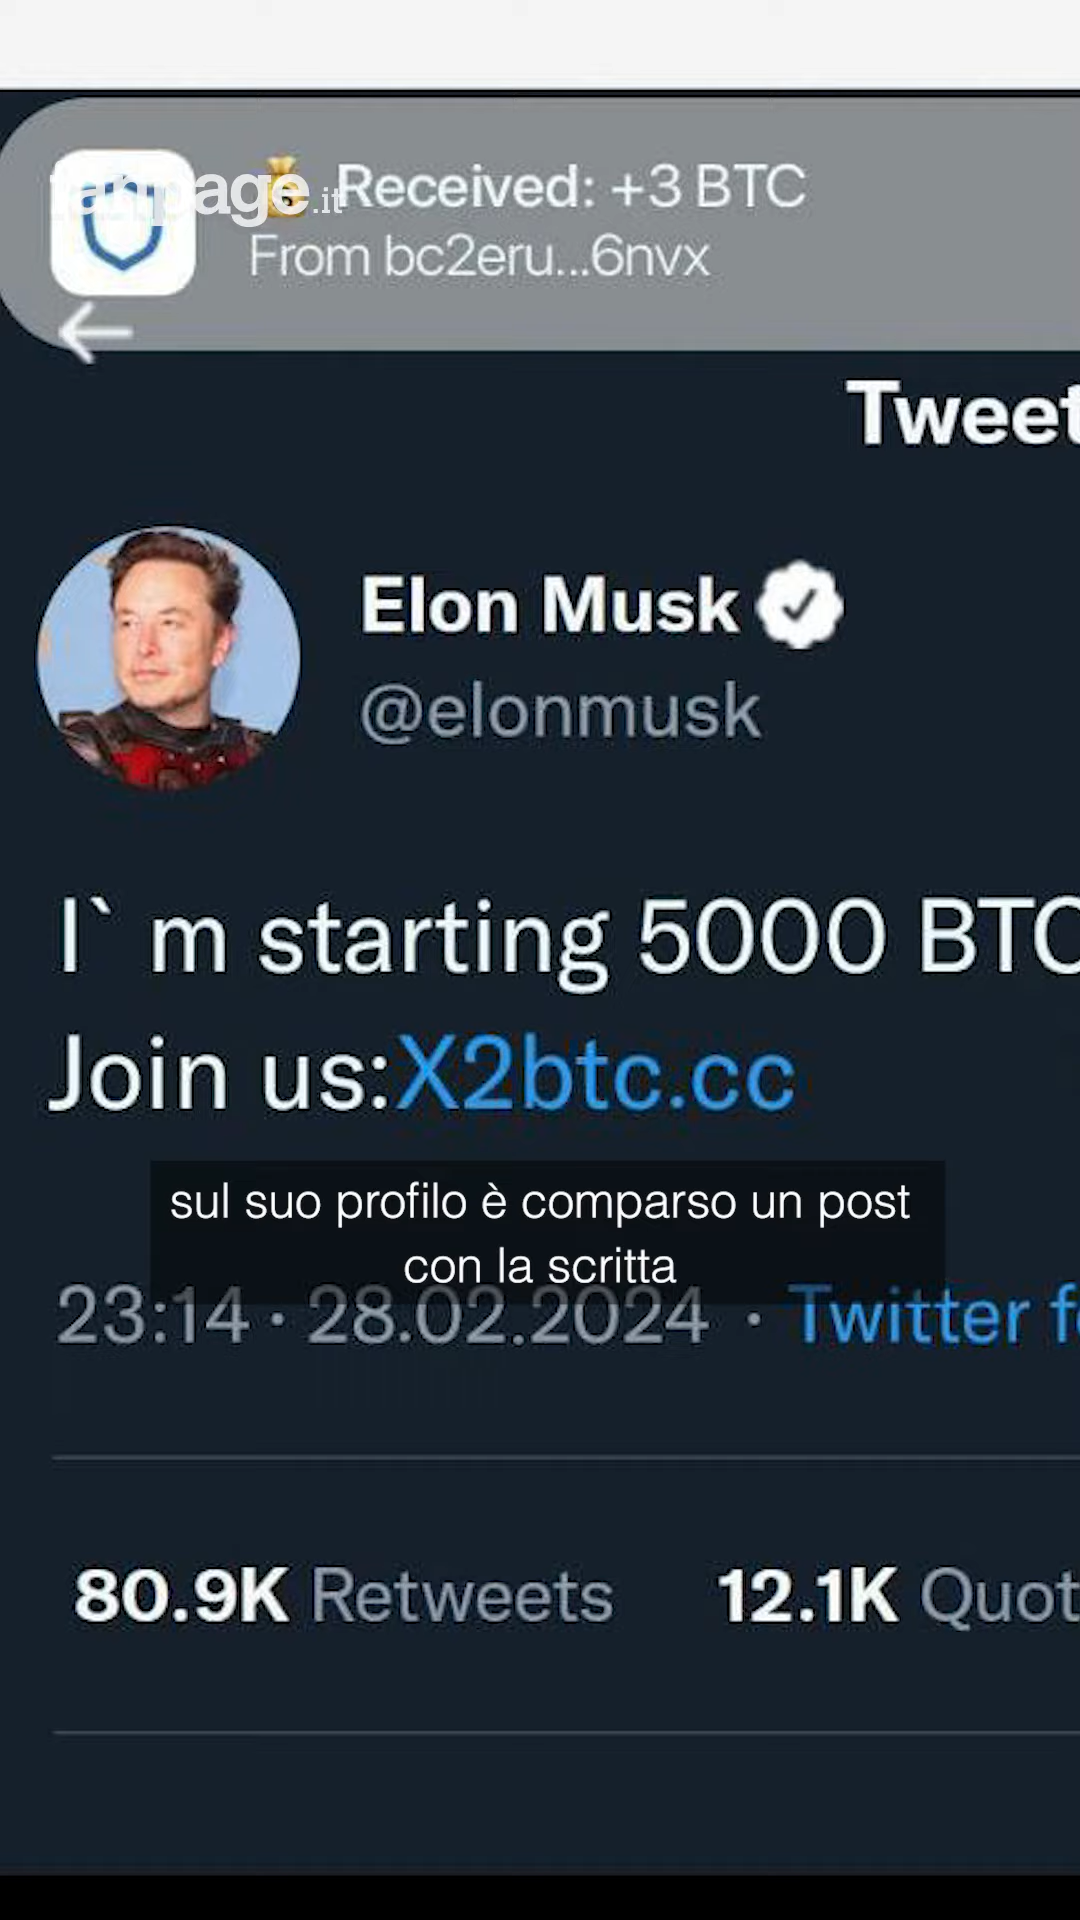 fanpage.it
Received: +3 BTC
From bc2eru...6nvx
Tweet
Elon Musk
@elonmusk
I` m starting 5000 BTC
Join us:X2btc.cc
sul suo profilo è comparso un post
con la scritta
23:14 · 28.02.2024 · Twitter
80.9K Retweets 12.1K